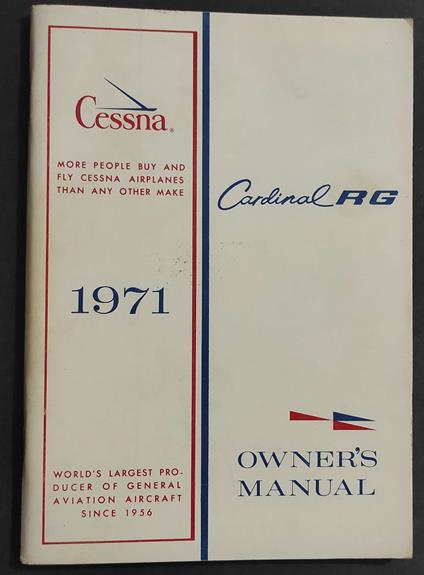 Cessna®
MORE PEOPLE BUY AND
FLY CESSNA AIRPLANES
THAN ANY OTHER MAKE
1971
WORLD'S LARGEST PRO-
DUCER OF GENERAL
AVIATION AIRCRAFT
SINCE 1956
Cardinal RG
OWNER'S
MANUAL